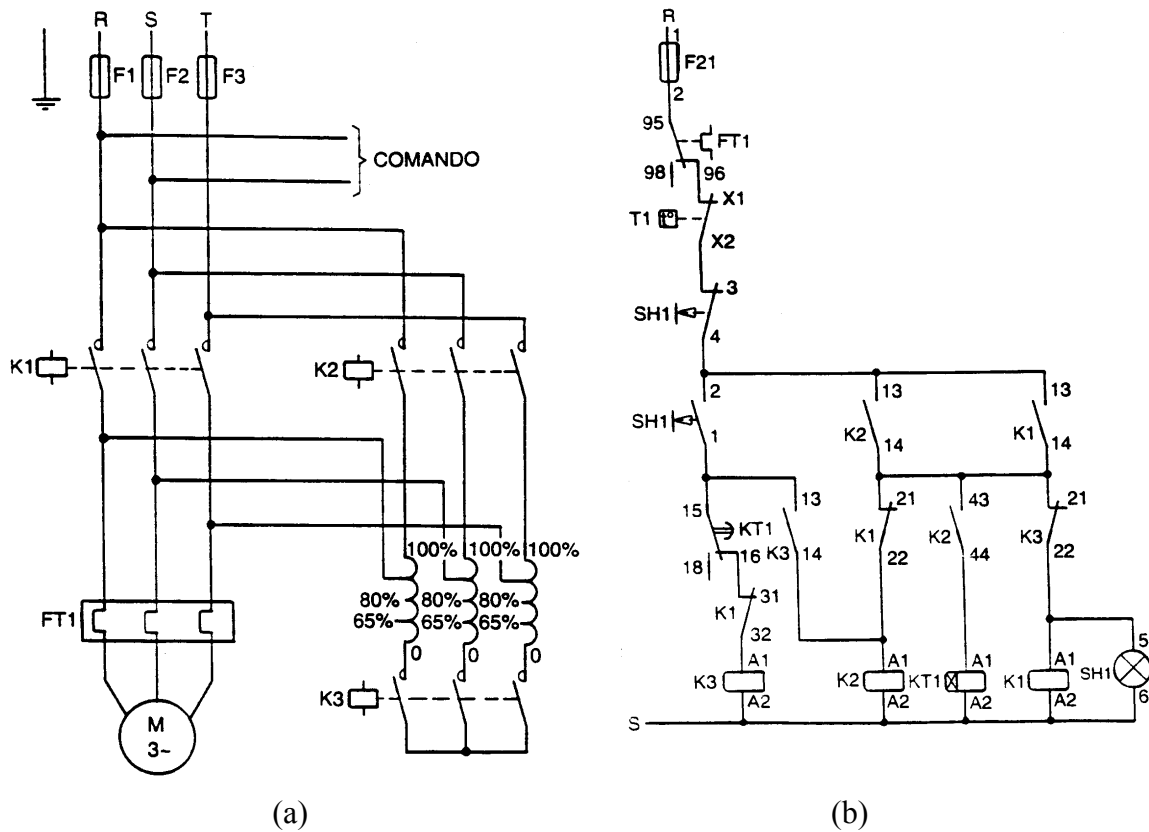 R S T
F1 F2 F3
COMANDO
K1 K2
100% 100% 100%
80% 80% 80%
65% 65% 65%
0 0 0
FT1
K3
M
3~
(a)
R
1
F21
2
95
FT1
98 96
X1
T1
X2
3
SH1
4
2 13 13
SH1 K2 K1
1 14 14
15 13 21 43 21
KT1 K3 K1 K2 K3
18 16 14 22 44 22
K1 31
32
5
K3 A1 K2 A1 KT1 A1 K1 A1 SH1
A2 A2 A2 A2 6
S
(b)